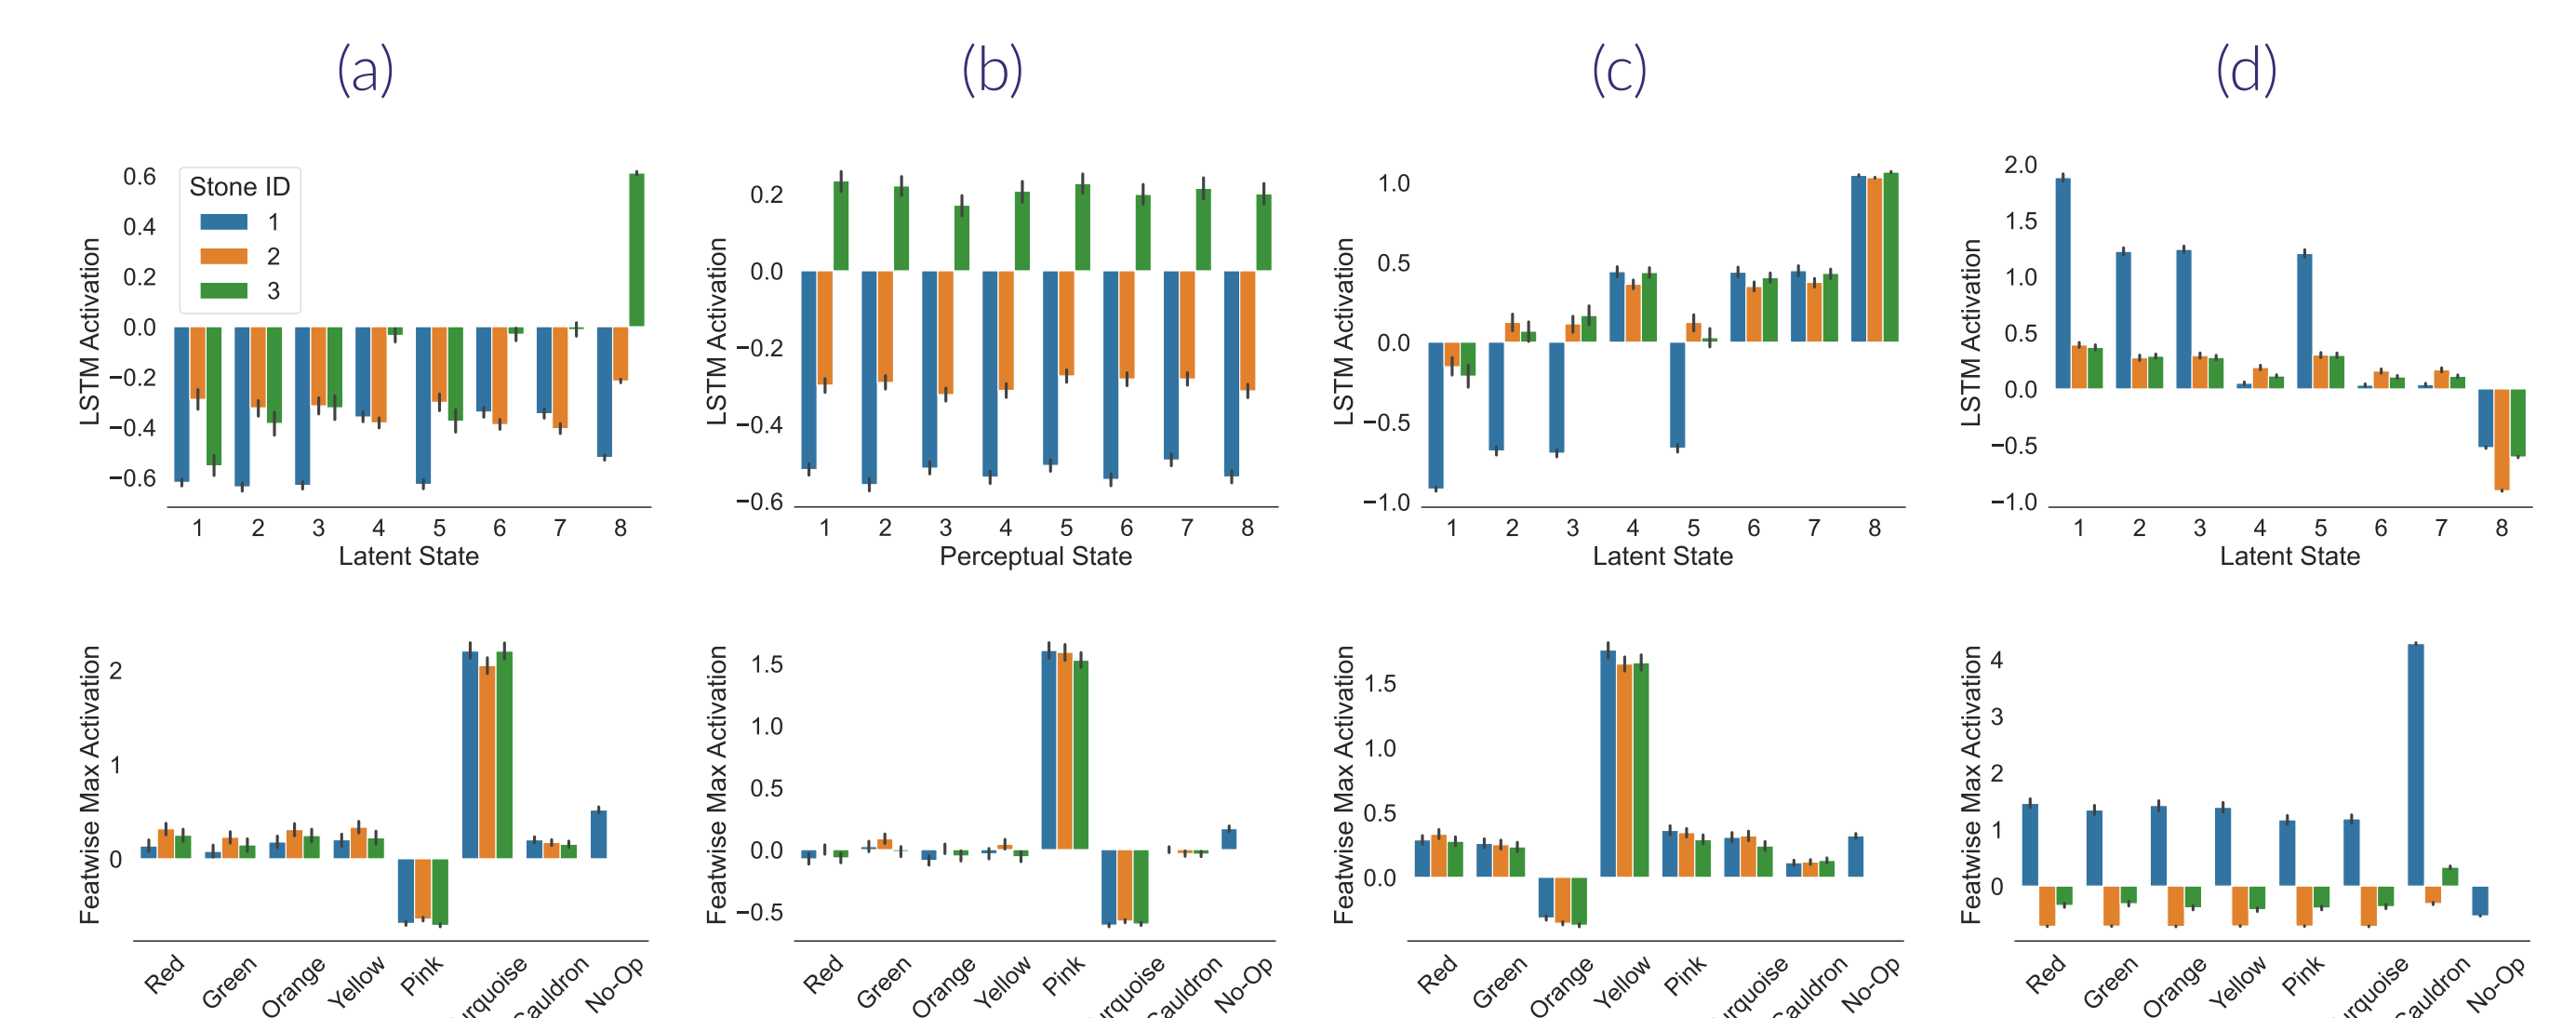 (a)
(b)
(c)
(d)
LSTM Activation
0.6
0.4
0.2
0.0
−0.2
−0.4
−0.6
Stone ID
1
2
3
1 2 3 4 5 6 7 8
Latent State
LSTM Activation
0.2
0.0
−0.2
−0.4
−0.6
1 2 3 4 5 6 7 8
Perceptual State
LSTM Activation
1.0
0.5
0.0
−0.5
−1.0
1 2 3 4 5 6 7 8
Latent State
LSTM Activation
2.0
1.5
1.0
0.5
0.0
−0.5
−1.0
1 2 3 4 5 6 7 8
Latent State
Featwise Max Activation
2
1
0
Red
Green
Orange
Yellow
Pink
urquoise
Cauldron
No-Op
Featwise Max Activation
1.5
1.0
0.5
0.0
−0.5
Red
Green
Orange
Yellow
Pink
urquoise
Cauldron
No-Op
Featwise Max Activation
1.5
1.0
0.5
0.0
Red
Green
Orange
Yellow
Pink
urquoise
Cauldron
No-Op
Featwise Max Activation
4
3
2
1
0
Red
Green
Orange
Yellow
Pink
urquoise
Cauldron
No-Op